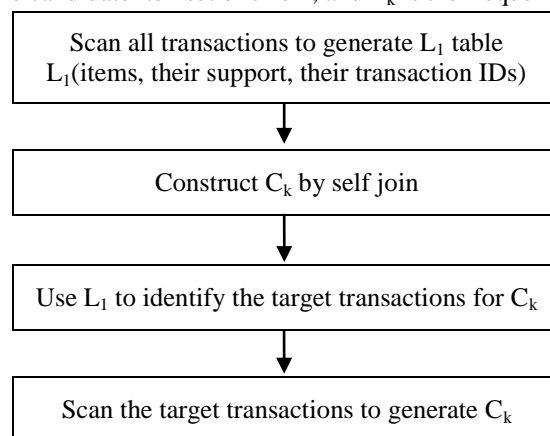 Scan all transactions to generate L₁ table
L₁(items, their support, their transaction IDs)
Construct Cₖ by self join
Use L₁ to identify the target transactions for Cₖ
Scan the target transactions to generate Cₖ